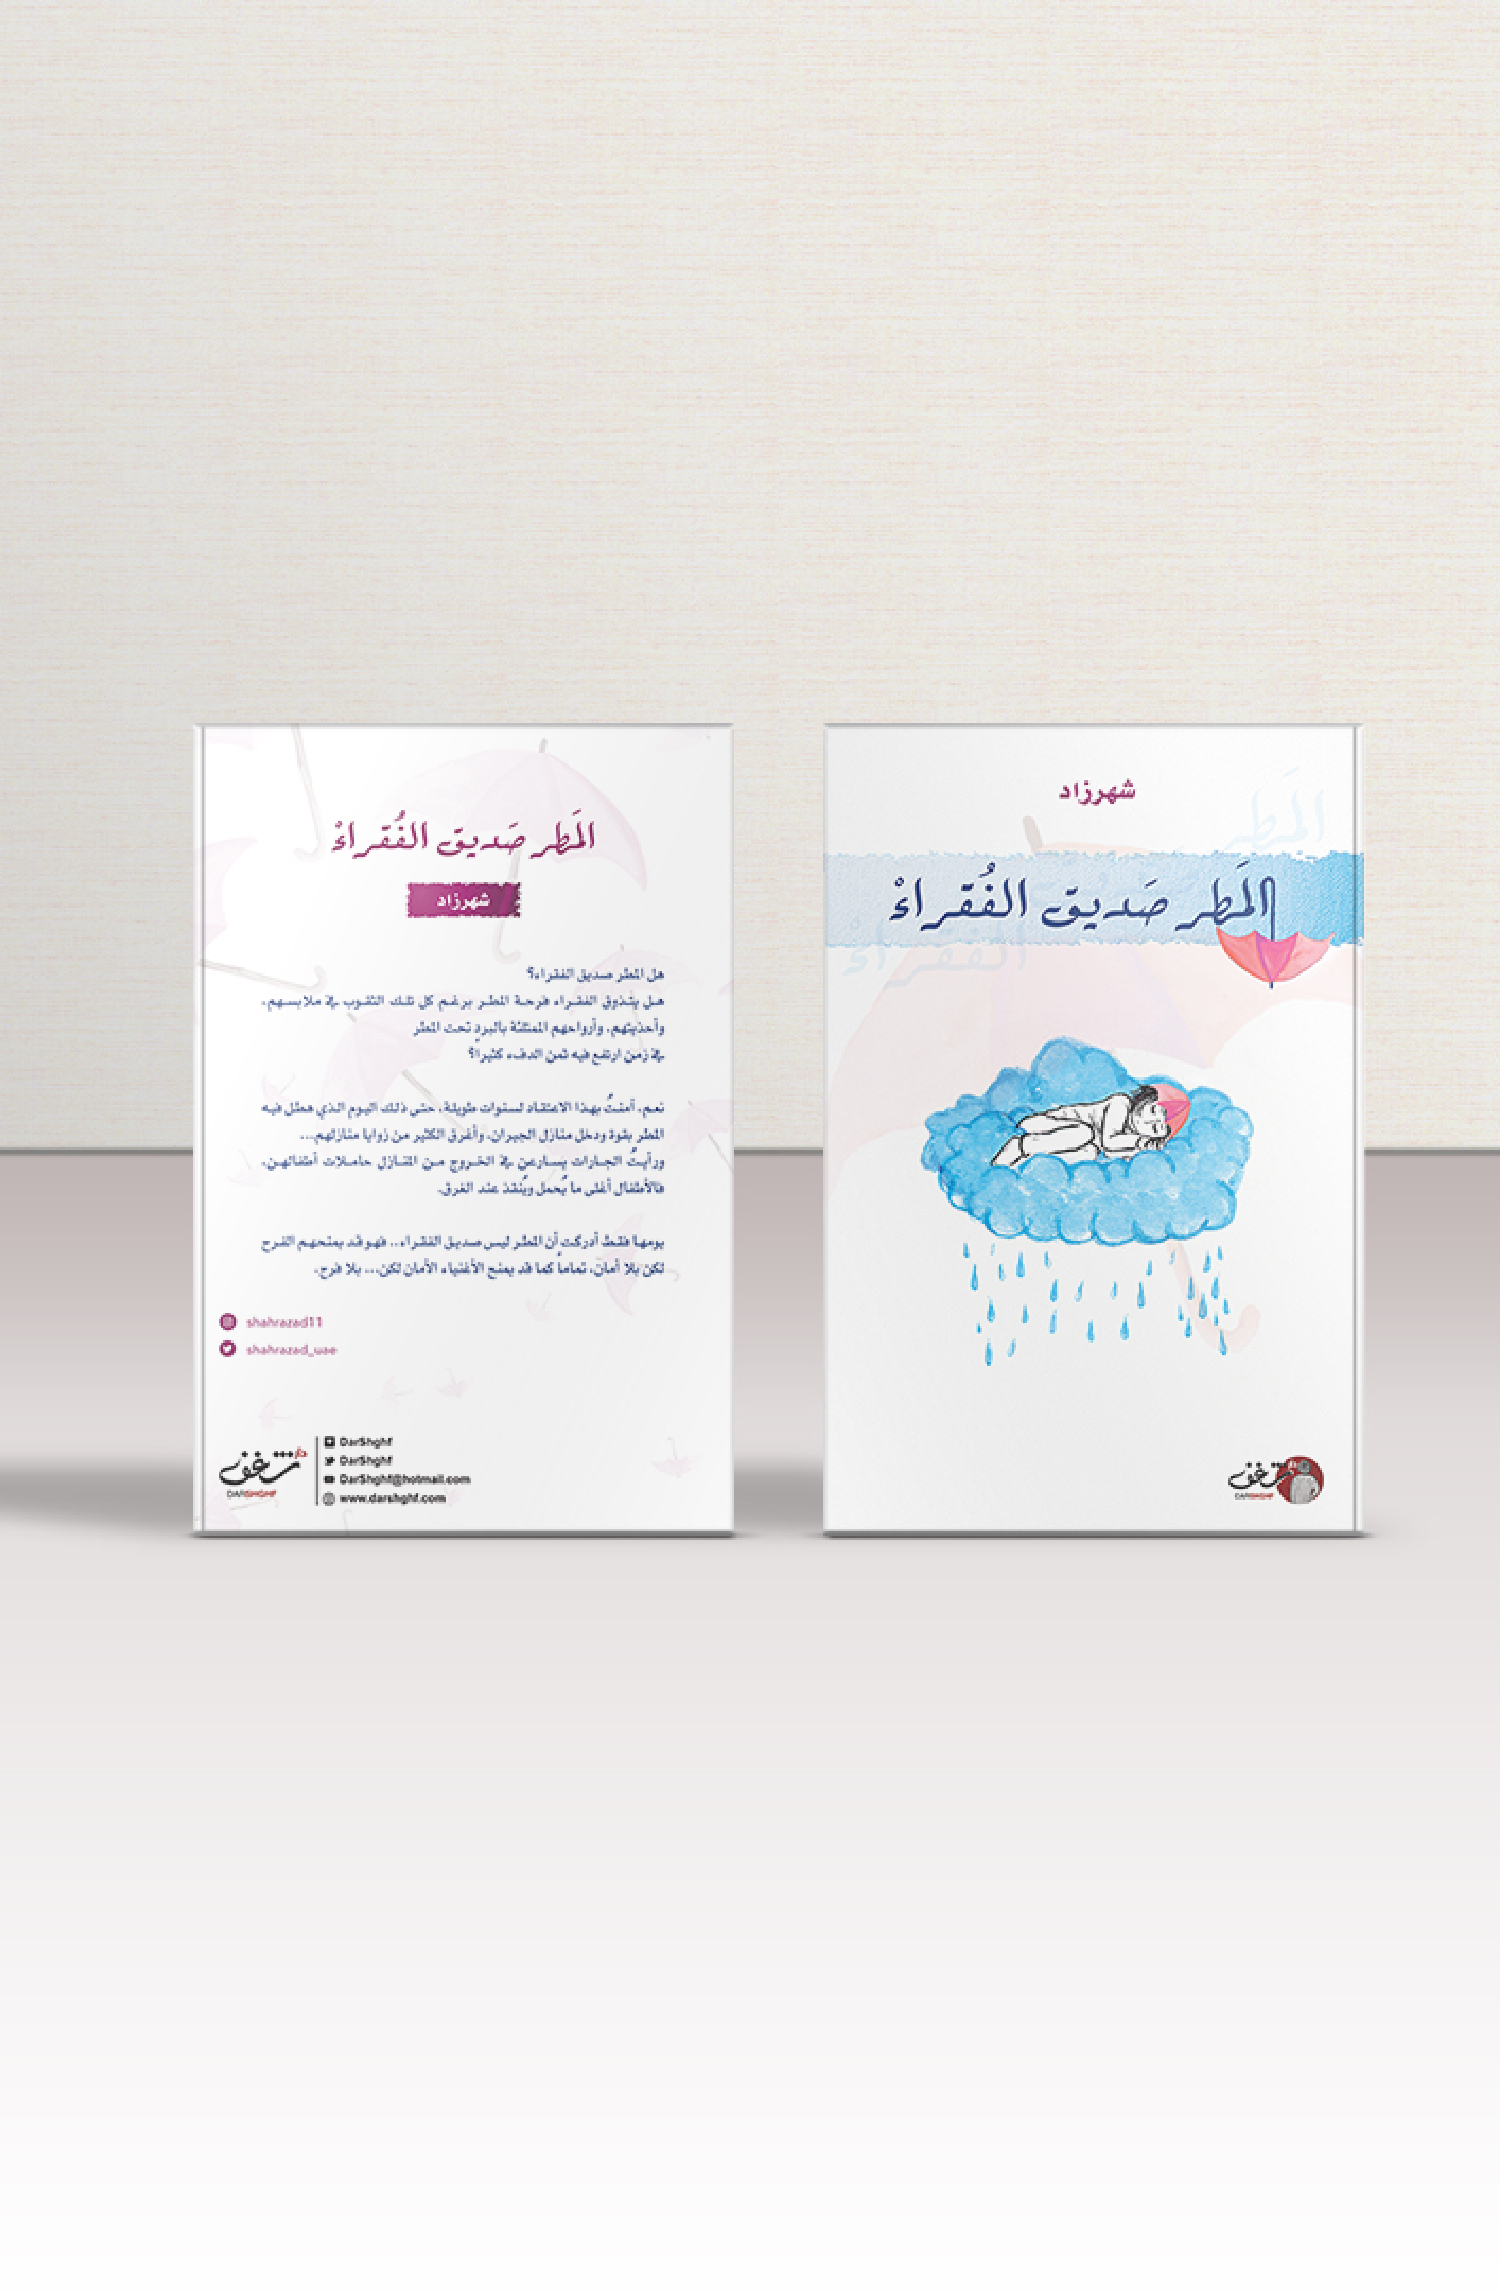 شهرزاد
المَطر صَديق الفُقراءْ
دار شغف
DARSHGHF
المَطر صَديق الفُقراءْ
شهرزاد
هل المطر صديق الفقراء؟
هل يتذوق الفقراء فرحة المطر برغم كل تلك الثقوب في ملابسهم،
وأحذيتهم، وأرواحهم الممتلئة بالبردِ تحت المطر
في زمن ارتفع فيه ثمن الدفء كثيراً؟
نعم، آمنتُ بهذا الاعتقاد لسنوات طويلة، حتى ذلك اليوم الذي هطل فيه
المطر بقوة ودخل منازل الجيران، وأغرق الكثير من زوايا منازلهم...
ورأيتُ الجارات يسارعن في الخروج من المنازل حاملات أطفالهن،
فالأطفال أغلى ما يُحمل ويُنقذ عند الغرق.
يومها فقط أدركت أن المطر ليس صديق الفقراء.. فهو قد يمنحهم الفرح
لكن بلا أمان، تماماً كما قد يمنح الأغنياء الأمان لكن... بلا فرح.
shahrazad11
shahrazad_uae
دار شغف
DARSHGHF
DarShghf
DarShghf
DarShghf@hotmail.com
www.darshghf.com